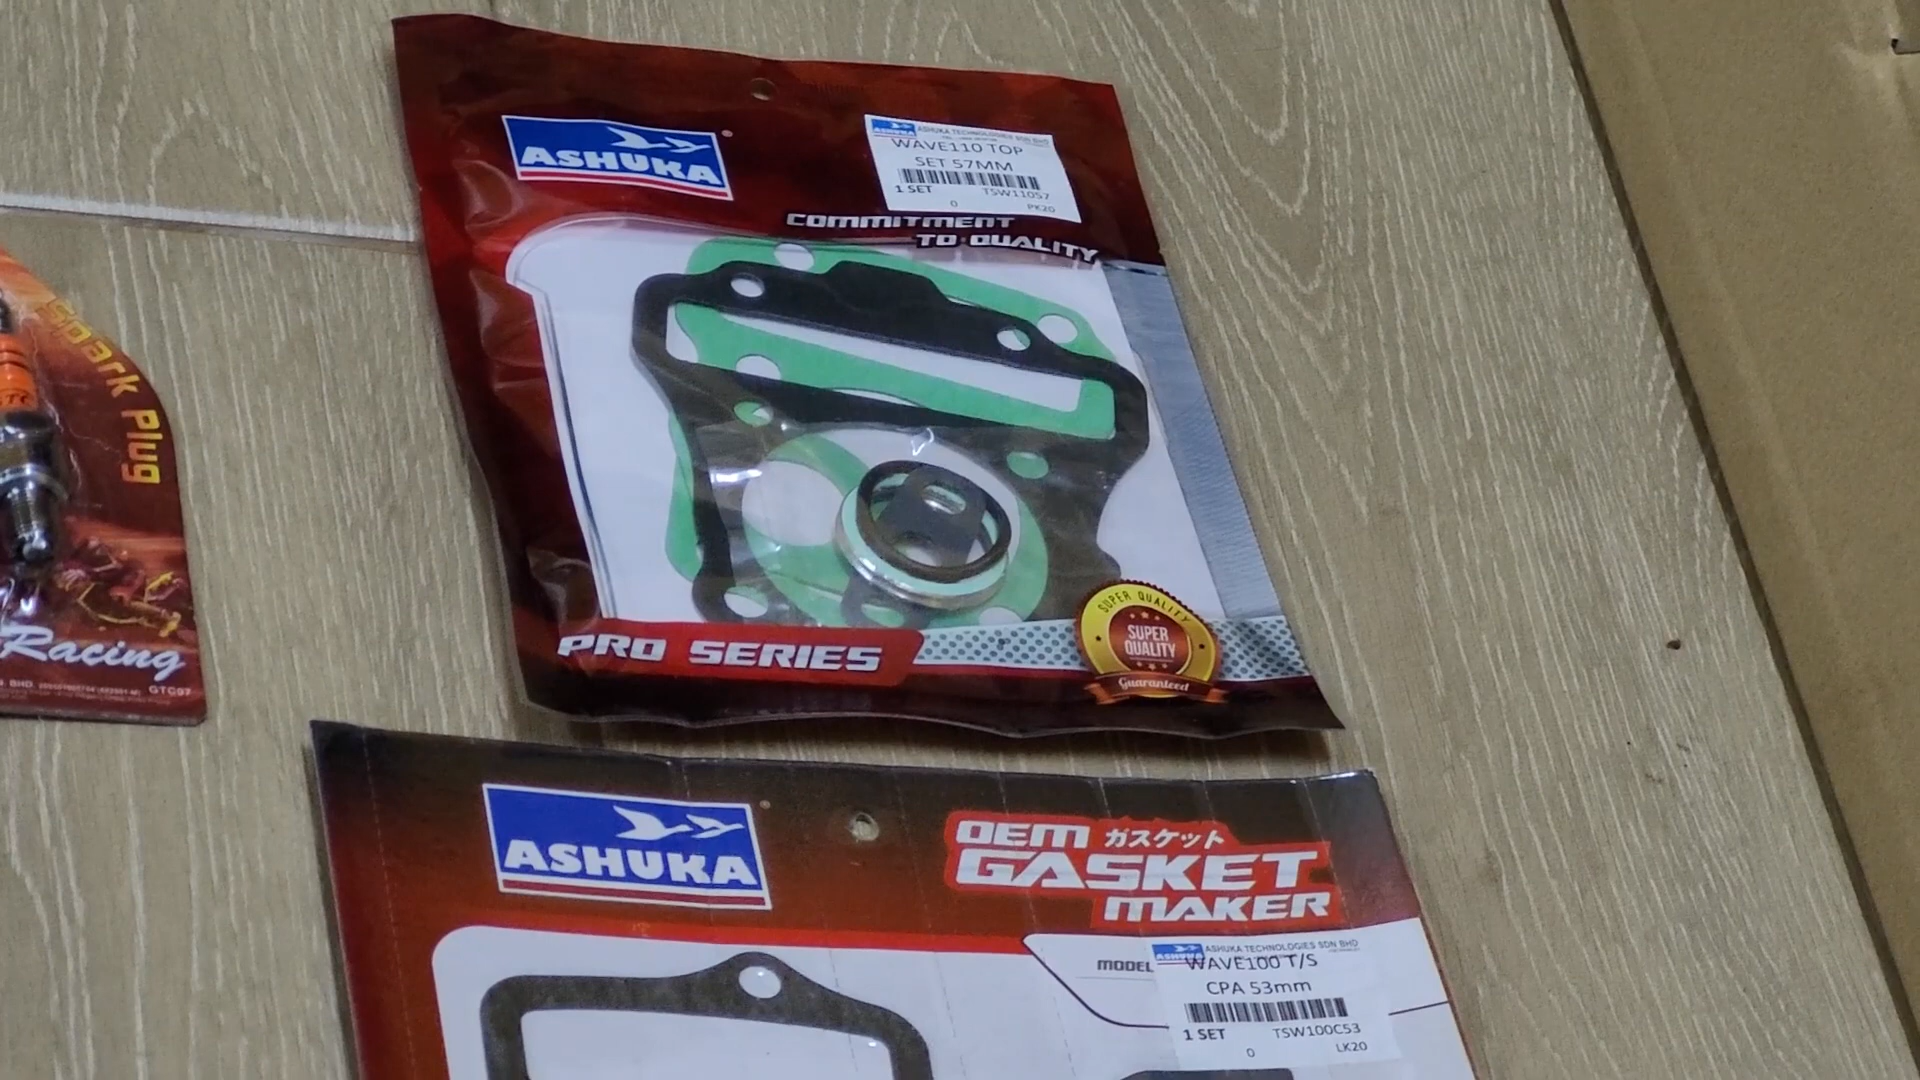 ASHUKA
ASHUKA
ASHUKA TECHNOLOGIES SDN BHD
WAVE110 TOP
SET 57MM
1 SET TSW11057
0 PK20
COMMITMENT
TO QUALITY
Spark Plug
Racing
GTC97
SUPER QUALITY
SUPER
QUALITY
Guaranteed
PRO SERIES
ASHUKA
OEM ガスケット
GASKET
MAKER
ASHUKA
ASHUKA TECHNOLOGIES SDN BHD
MODEL
WAVE100 T/S
CPA 53mm
1 SET TSW100C53
0 LK20